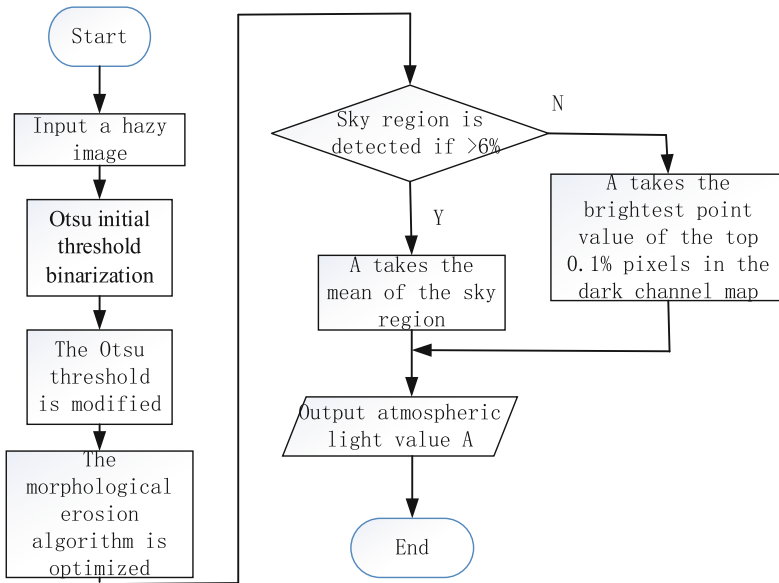 Start
Input a hazy
image
Otsu initial
threshold
binarization
The Otsu
threshold
is modified
The
morphological
erosion
algorithm is
optimized
Sky region is
detected if >6%
N
Y
A takes the
mean of the sky
region
A takes the
brightest point
value of the top
0.1% pixels in the
dark channel map
Output atmospheric
light value A
End